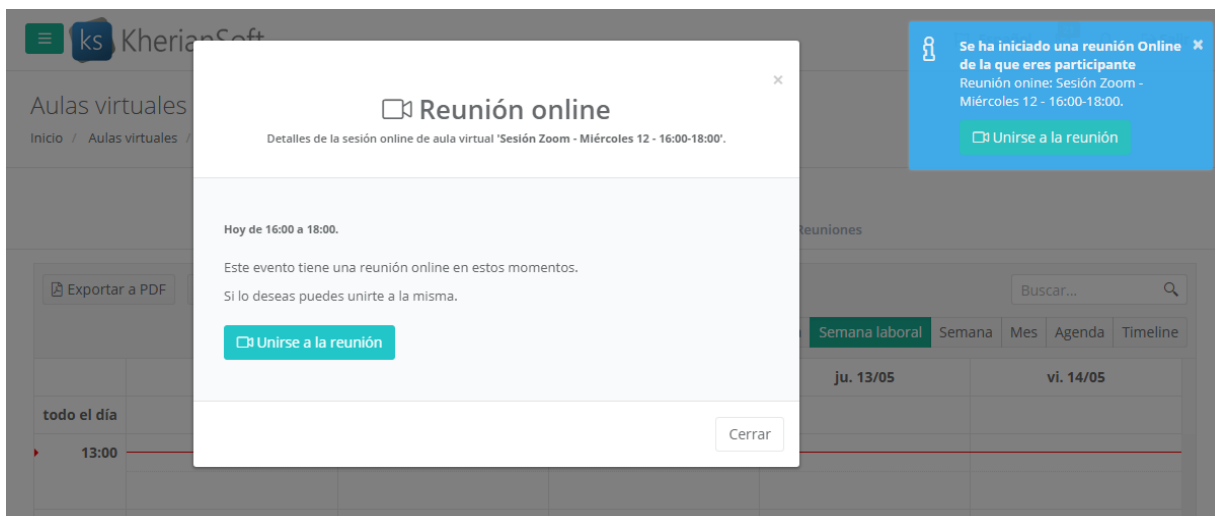 ks KherianSoft
Se ha iniciado una reunión Online
de la que eres participante
Reunión onine: Sesión Zoom -
Miércoles 12 - 16:00-18:00.
Unirse a la reunión
Aulas virtuales
Inicio / Aulas virtuales /
Reunión online
Detalles de la sesión online de aula virtual 'Sesión Zoom - Miércoles 12 - 16:00-18:00'.
Hoy de 16:00 a 18:00.
Este evento tiene una reunión online en estos momentos.
Si lo deseas puedes unirte a la misma.
Unirse a la reunión
Cerrar
Reuniones
Exportar a PDF
Buscar...
Semana laboral Semana Mes Agenda Timeline
ju. 13/05 vi. 14/05
todo el día
13:00